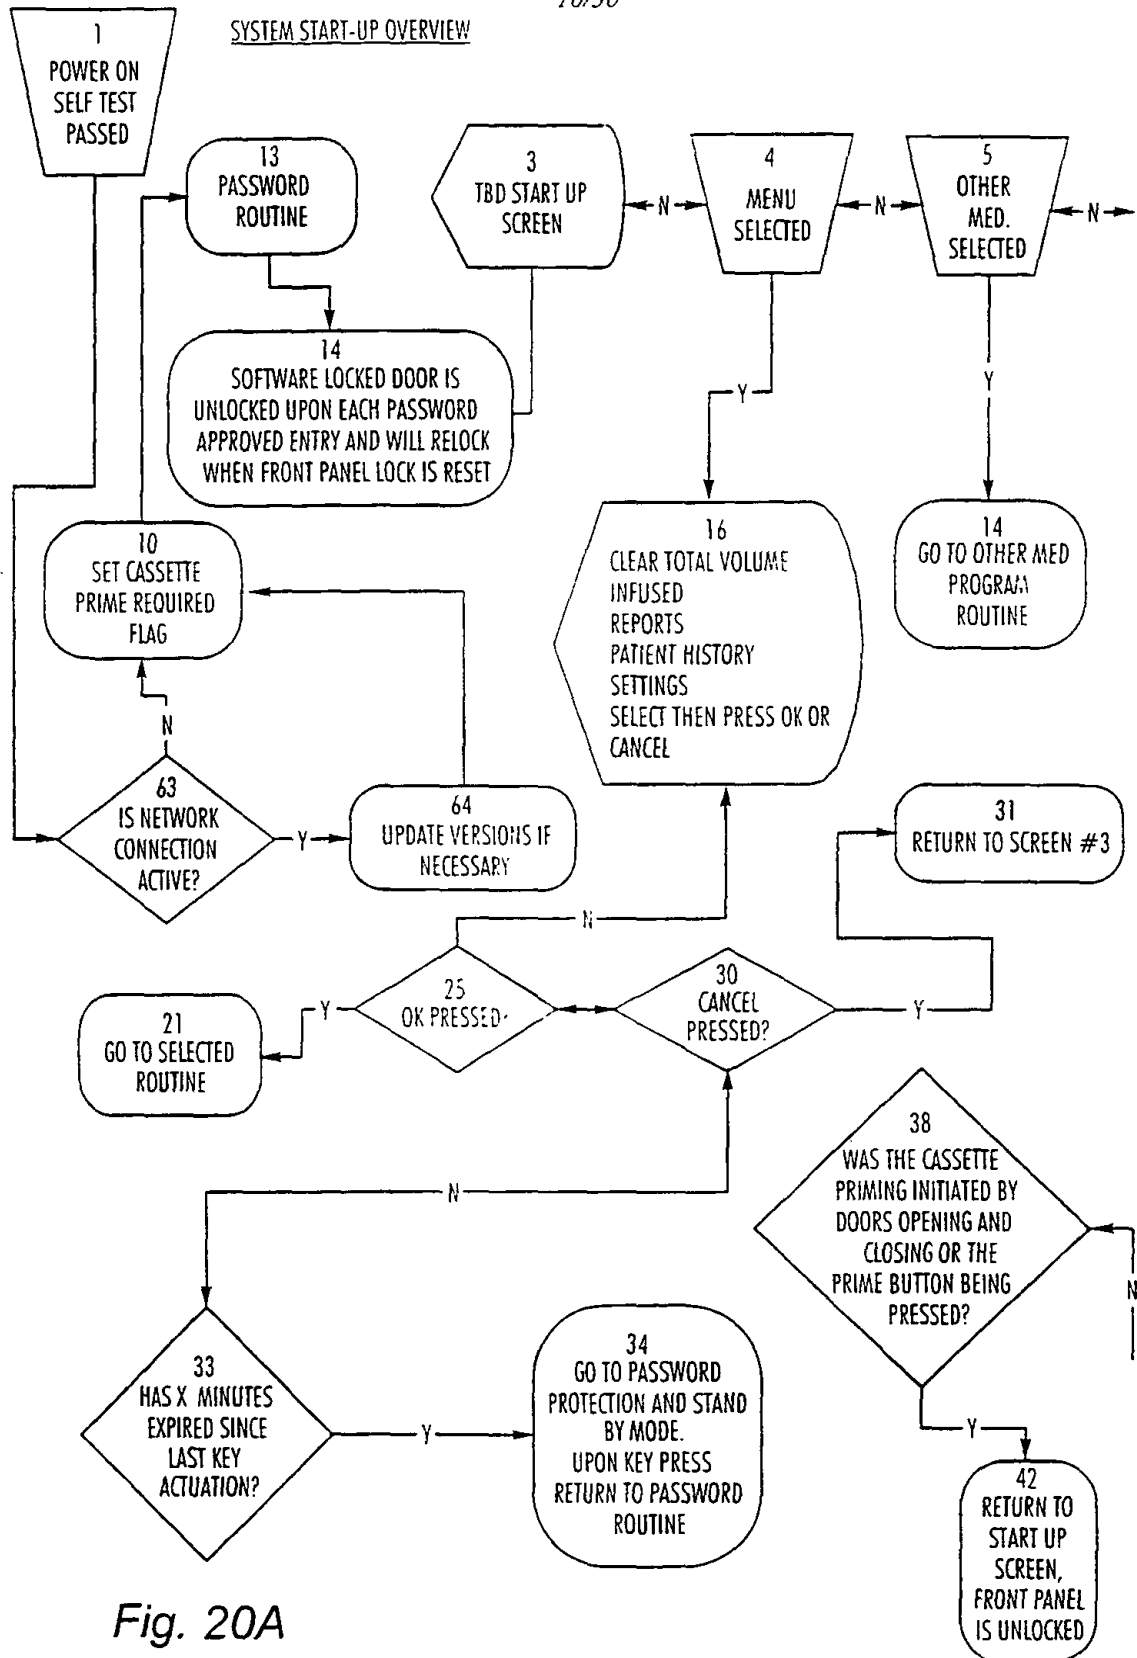 SYSTEM START-UP OVERVIEW
1
POWER ON
SELF TEST
PASSED
13
PASSWORD
ROUTINE
3
TBD START UP
SCREEN
N
4
MENU
SELECTED
N
5
OTHER
MED.
SELECTED
N
14
SOFTWARE LOCKED DOOR IS
UNLOCKED UPON EACH PASSWORD
APPROVED ENTRY AND WILL RELOCK
WHEN FRONT PANEL LOCK IS RESET
Y
Y
10
SET CASSETTE
PRIME REQUIRED
FLAG
16
CLEAR TOTAL VOLUME
INFUSED
REPORTS
PATIENT HISTORY
SETTINGS
SELECT THEN PRESS OK OR
CANCEL
14
GO TO OTHER MED
PROGRAM
ROUTINE
N
63
IS NETWORK
CONNECTION
ACTIVE?
Y
64
UPDATE VERSIONS IF
NECESSARY
31
RETURN TO SCREEN #3
N
25
OK PRESSED
Y
30
CANCEL
PRESSED?
Y
21
GO TO SELECTED
ROUTINE
N
38
WAS THE CASSETTE
PRIMING INITIATED BY
DOORS OPENING AND
CLOSING OR THE
PRIME BUTTON BEING
PRESSED?
N
33
HAS X MINUTES
EXPIRED SINCE
LAST KEY
ACTUATION?
Y
34
GO TO PASSWORD
PROTECTION AND STAND
BY MODE.
UPON KEY PRESS
RETURN TO PASSWORD
ROUTINE
Y
42
RETURN TO
START UP
SCREEN,
FRONT PANEL
IS UNLOCKED
Fig. 20A